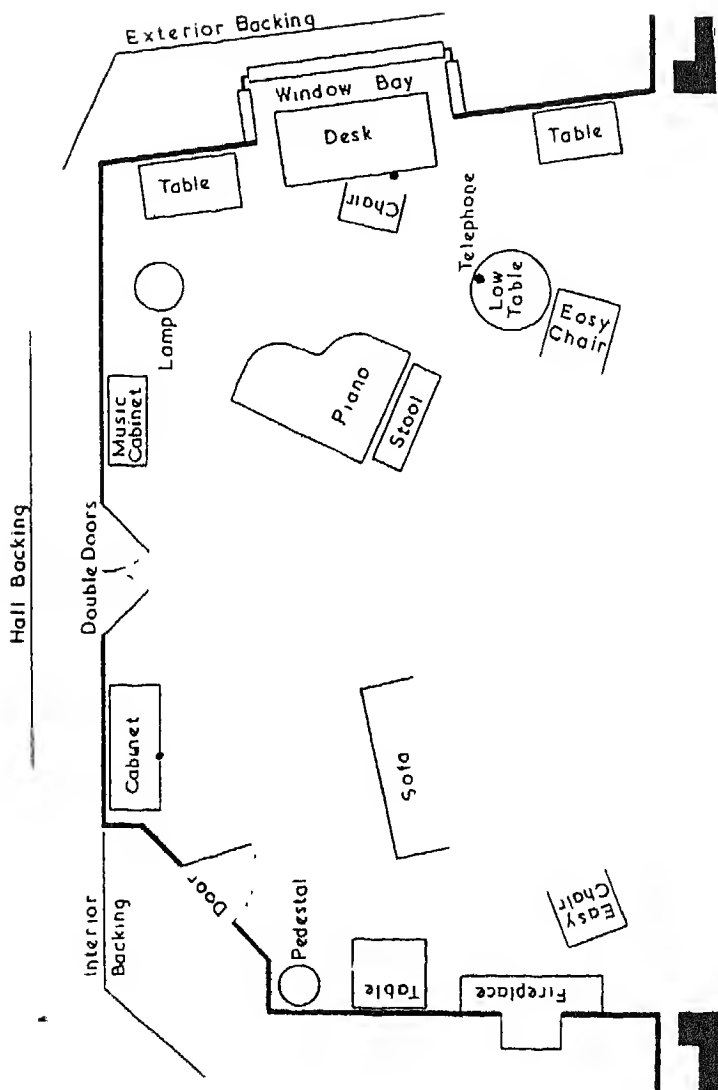 Exterior Backing
Window Bay
Desk
Table
Table
Chair
Telephone
Low
Table
Easy
Chair
Lamp
Piano
Stool
Music
Cabinet
Hall Backing
Double Doors
Cabinet
Sofa
Door
Interior
Backing
Pedestal
Easy
Chair
Table
Fireplace